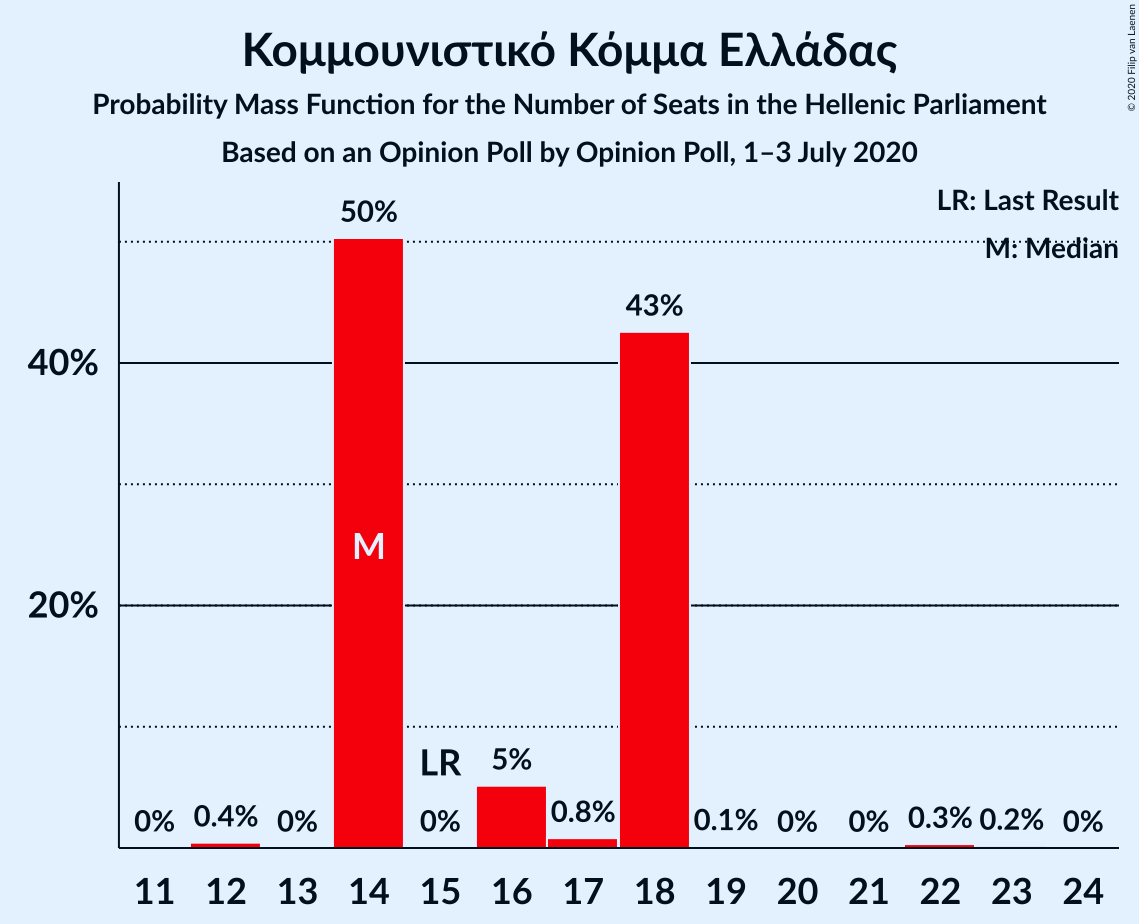 Κομμουνιστικό Κόμμα Ελλάδας
Probability Mass Function for the Number of Seats in the Hellenic Parliament
Based on an Opinion Poll by Opinion Poll, 1–3 July 2020
© 2020 Filip van Laenen
LR: Last Result
M: Median
50%
43%
40%
M
20%
LR
5%
0%
0.4%
0%
0%
0.8%
0.1%
0%
0%
0.3%
0.2%
0%
11 12 13 14 15 16 17 18 19 20 21 22 23 24